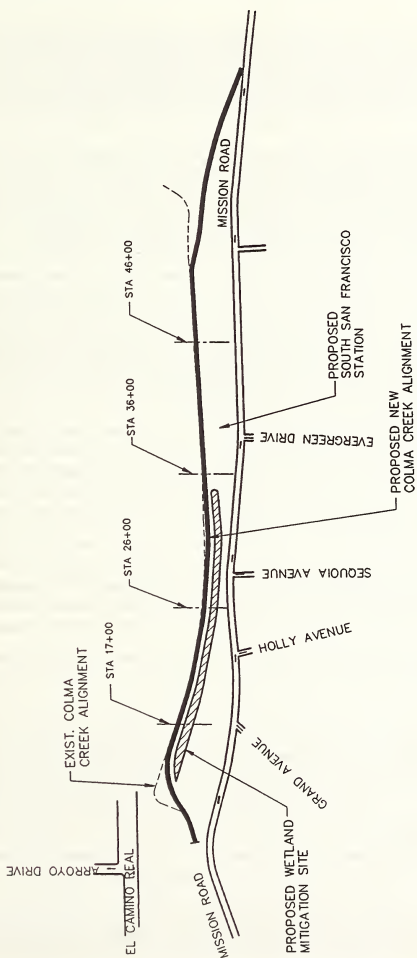 ARROYO DRIVE
EL CAMINO REAL
EXIST. COLMA
CREEK ALIGNMENT
MISSION ROAD
PROPOSED WETLAND
MITIGATION SITE
STA 17+00
GRAND AVENUE
HOLLY AVENUE
STA 26+00
SEQUOIA AVENUE
PROPOSED NEW
COLMA CREEK ALIGNMENT
STA 36+00
EVERGREEN DRIVE
PROPOSED
SOUTH SAN FRANCISCO
STATION
STA 46+00
MISSION ROAD